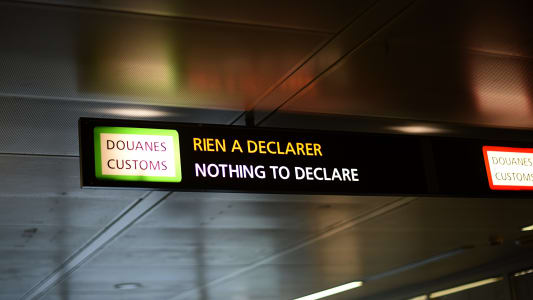 DOUANES
CUSTOMS
RIEN A DECLARER
NOTHING TO DECLARE
DOUANES
CUSTOMS